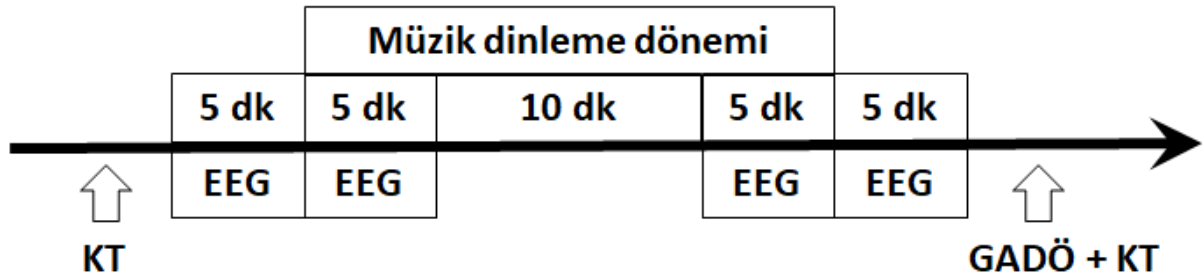 Müzik dinleme dönemi
5 dk 5 dk 10 dk 5 dk 5 dk
EEG EEG EEG EEG
KT GADÖ + KT